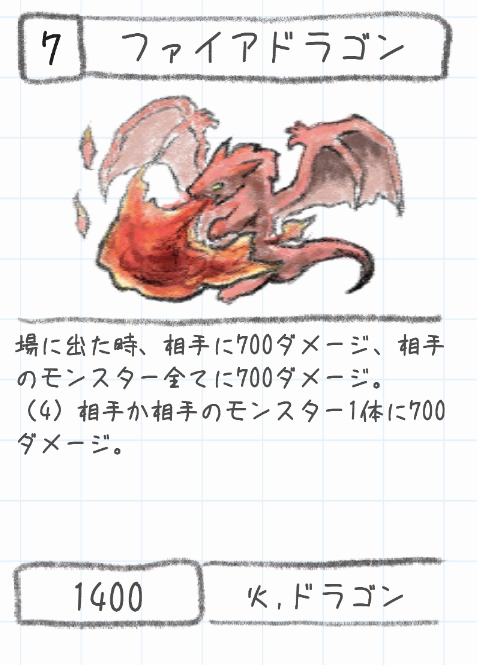 7 ファイアドラゴン
場に出た時、相手に700ダメージ、相手
のモンスター全てに700ダメージ。
(4)相手か相手のモンスター1体に700
ダメージ。
1400 火,ドラゴン